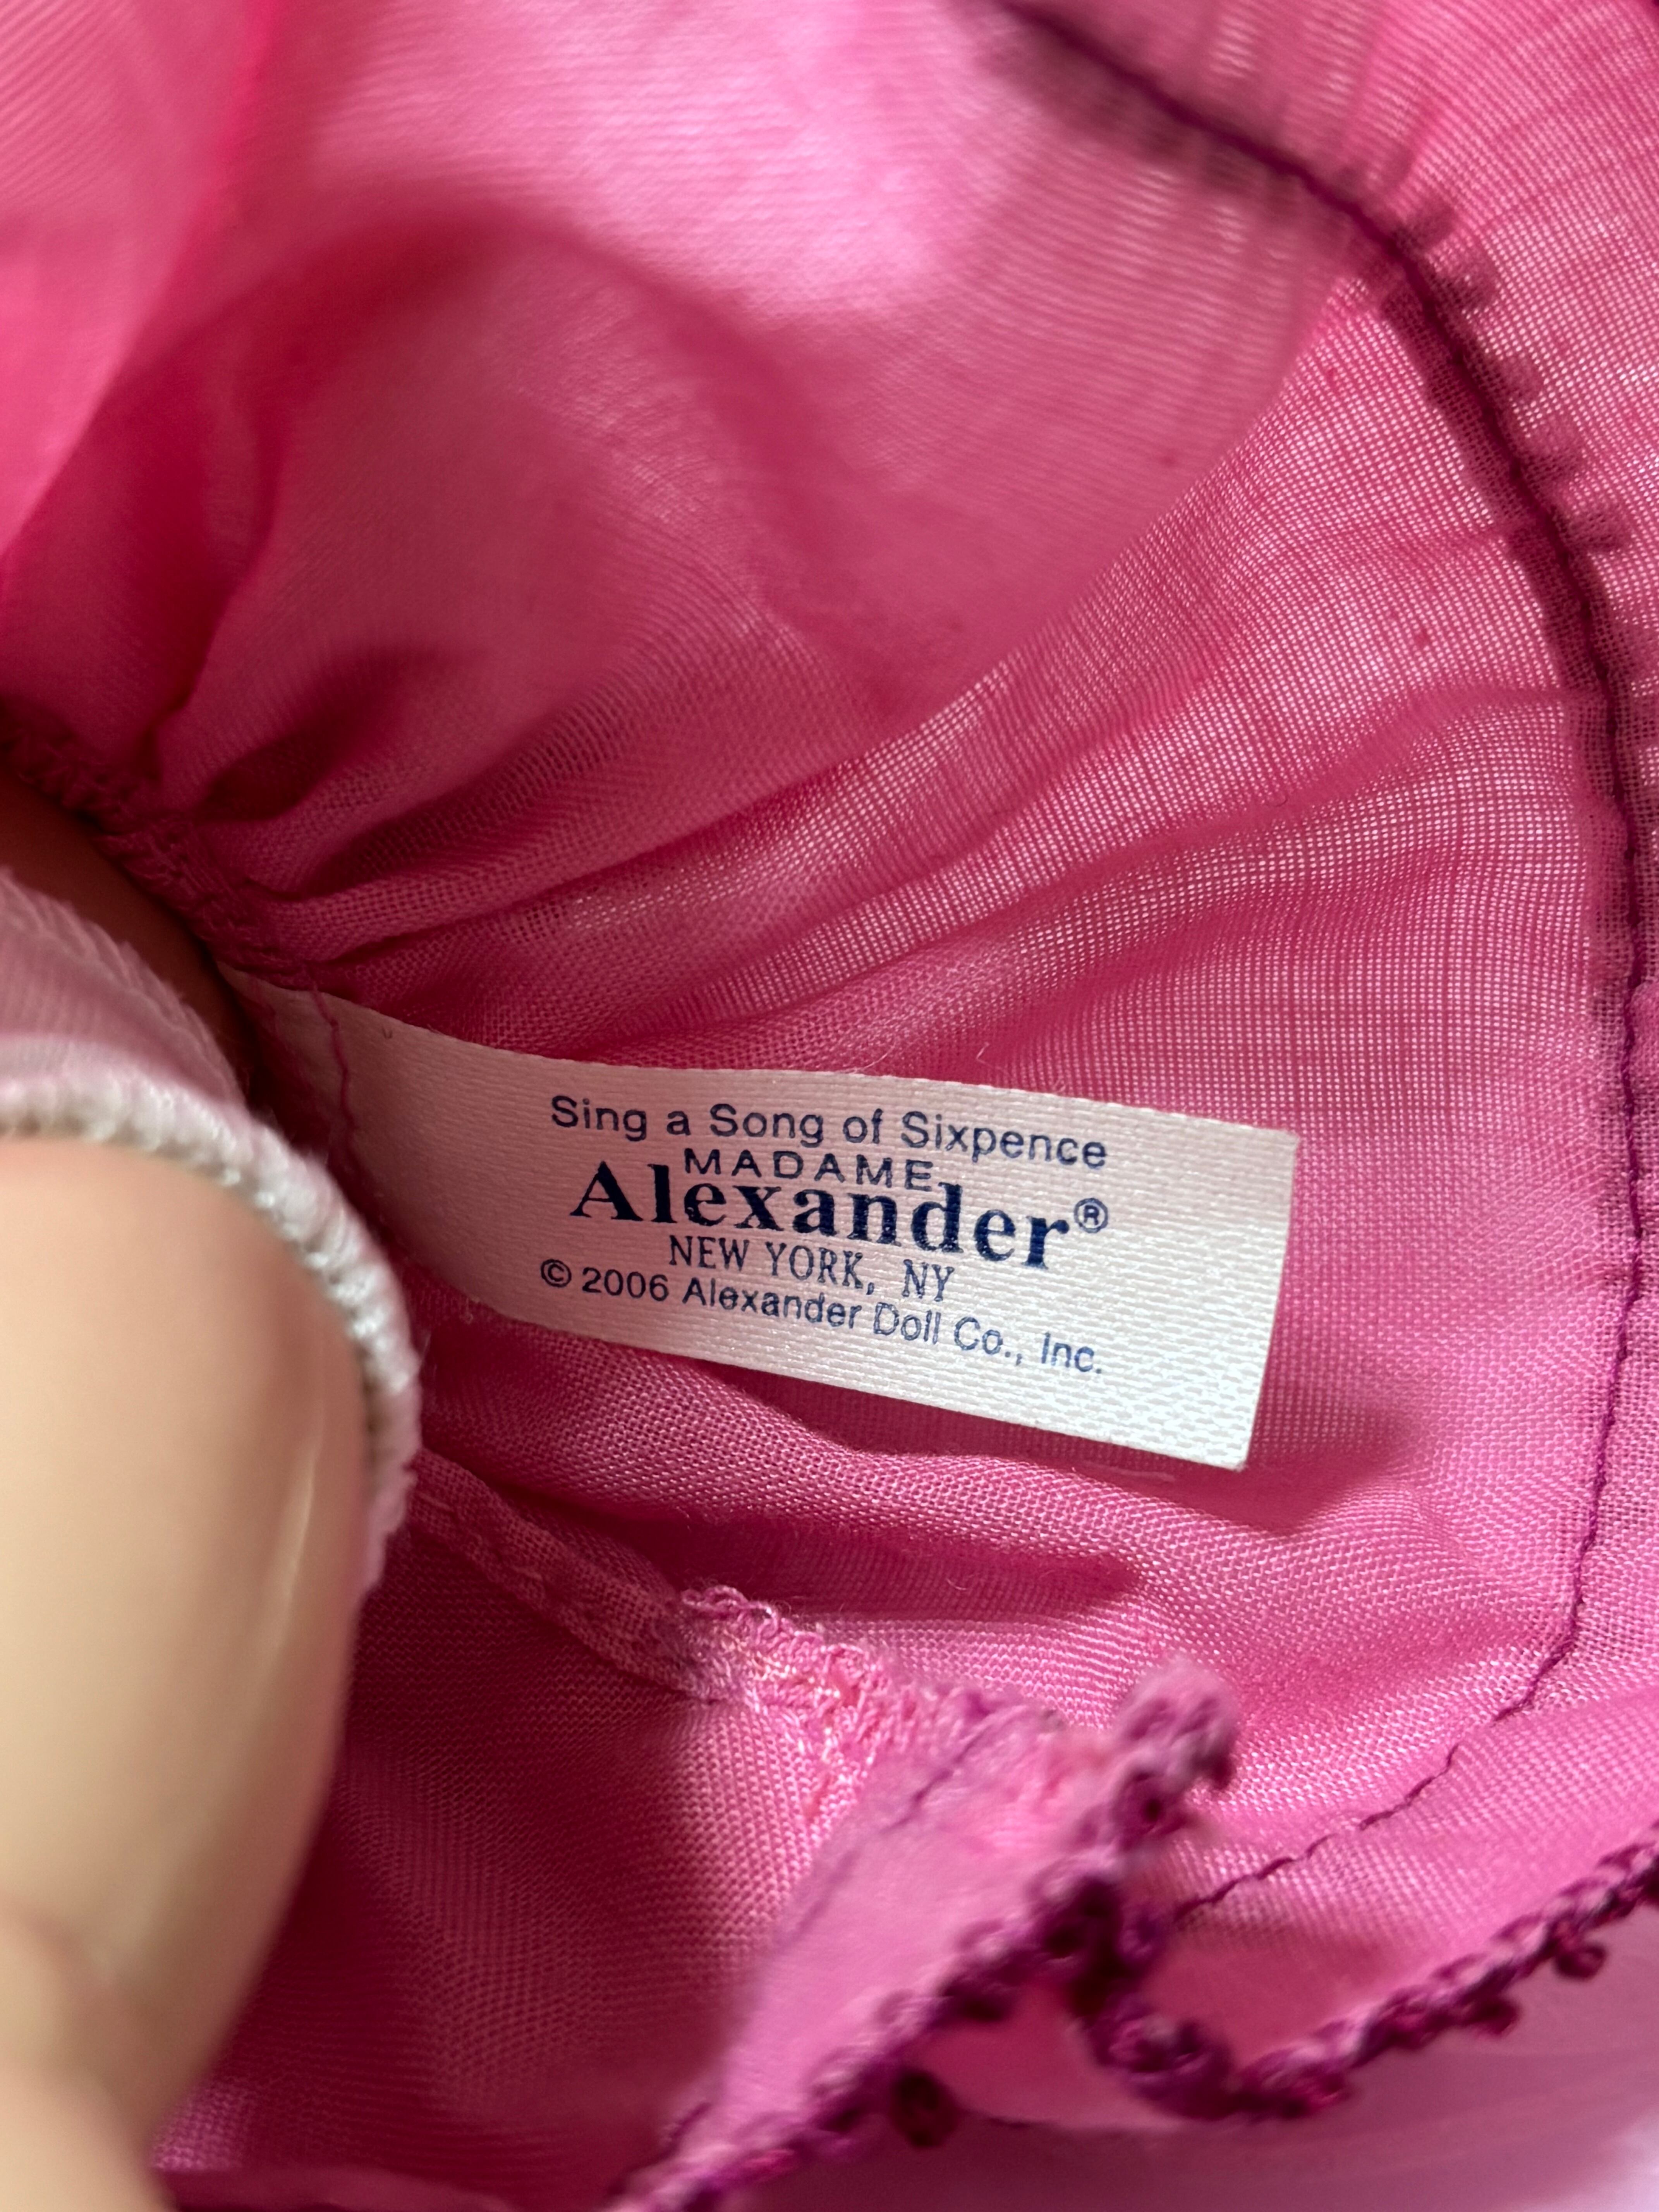 Sing a Song of Sixpence
MADAME
Alexander®
NEW YORK, NY
© 2006 Alexander Doll Co., Inc.